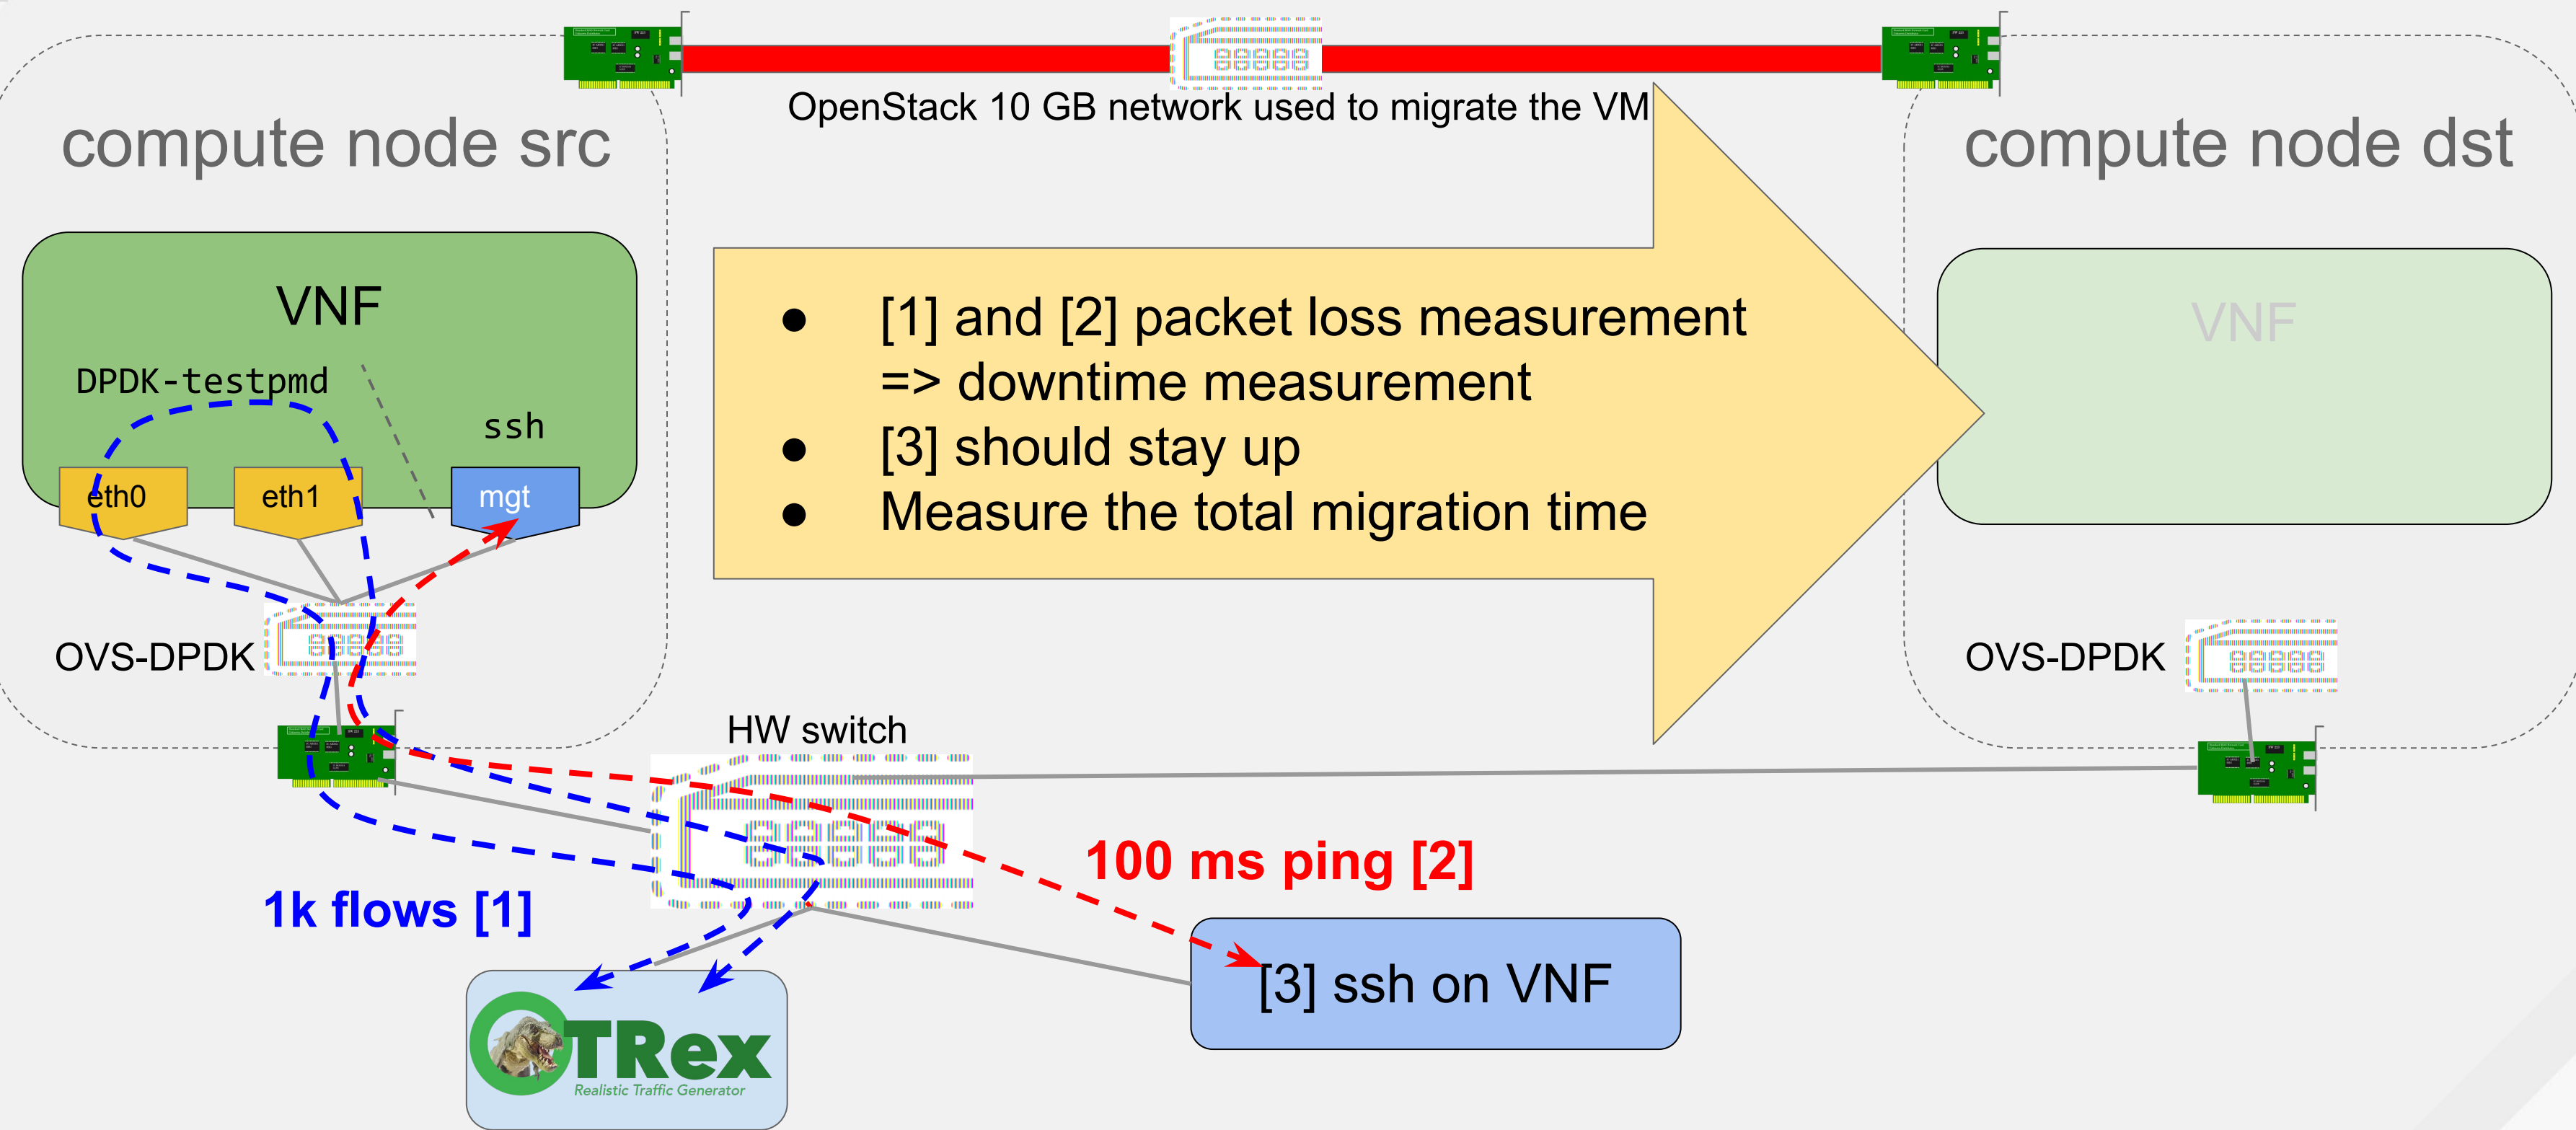 OpenStack 10 GB network used to migrate the VM
compute node src
compute node dst
VNF
DPDK-testpmd
ssh
eth0
eth1
mgt
● [1] and [2] packet loss measurement
=> downtime measurement
● [3] should stay up
● Measure the total migration time
VNF
OVS-DPDK
OVS-DPDK
HW switch
100 ms ping [2]
1k flows [1]
[3] ssh on VNF
TRex
Realistic Traffic Generator